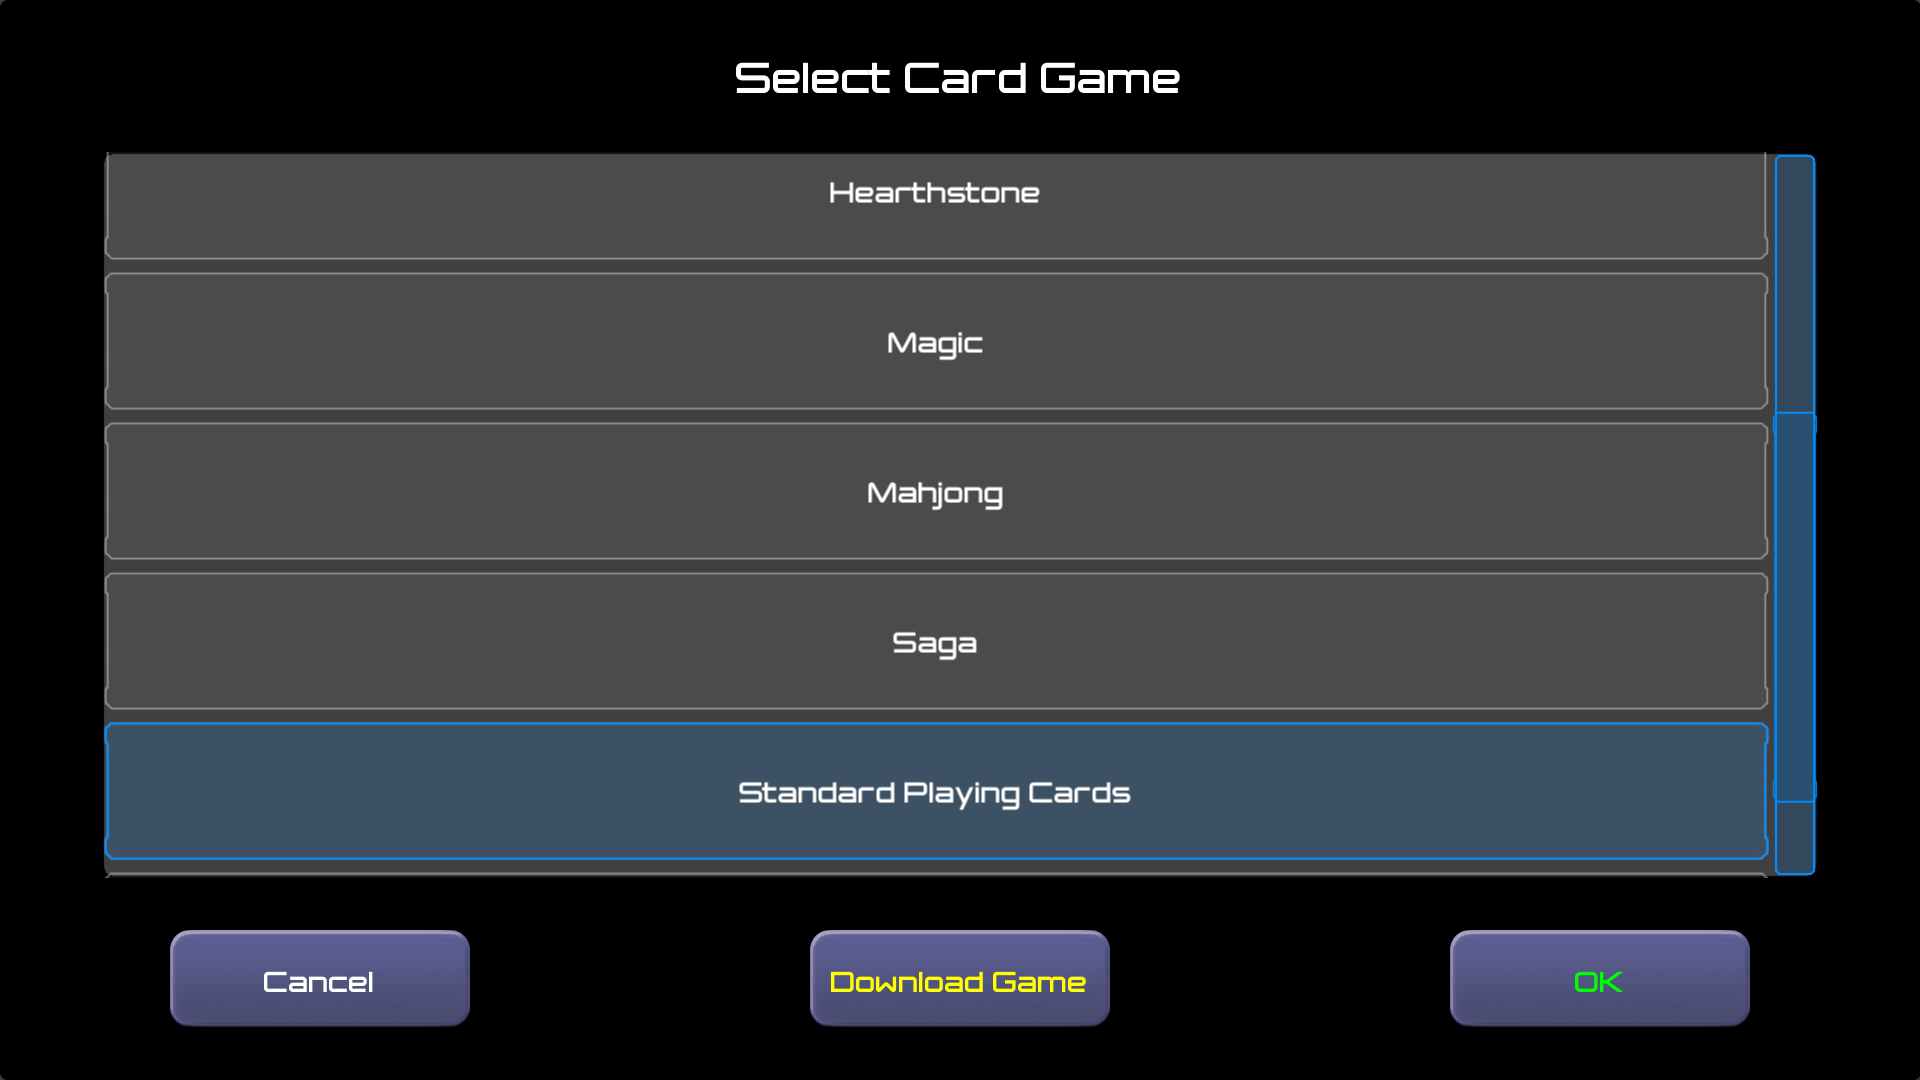 Select Card Game
Hearthstone
Magic
Mahjong
Saga
Standard Playing Cards
Cancel
Download Game
OK